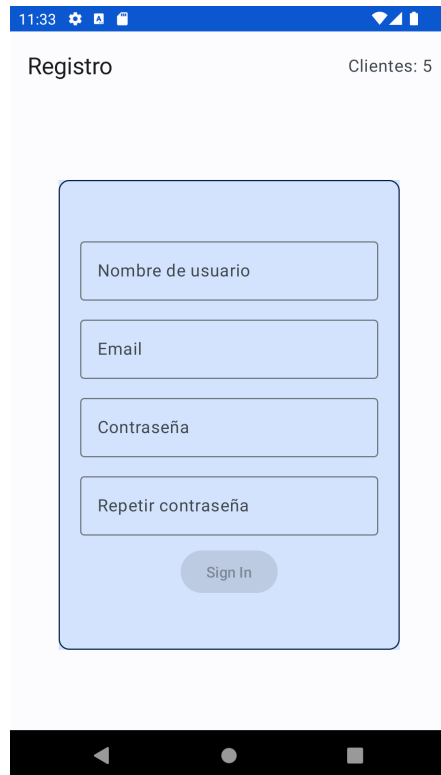 11:33
Registro
Clientes: 5
Nombre de usuario
Email
Contraseña
Repetir contraseña
Sign In